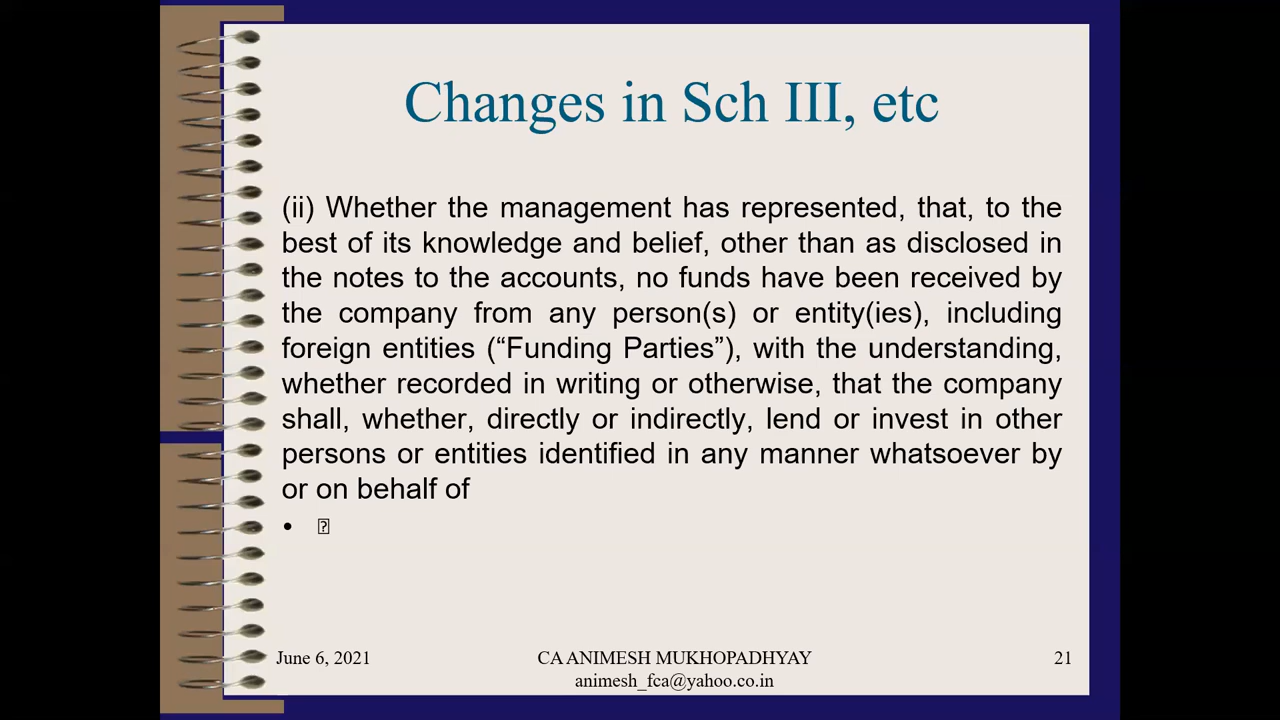 Changes in Sch III, etc
(ii) Whether the management has represented, that, to the
best of its knowledge and belief, other than as disclosed in
the notes to the accounts, no funds have been received by
the company from any person(s) or entity(ies), including
foreign entities (“Funding Parties”), with the understanding,
whether recorded in writing or otherwise, that the company
shall, whether, directly or indirectly, lend or invest in other
persons or entities identified in any manner whatsoever by
or on behalf of
•
June 6, 2021
CA ANIMESH MUKHOPADHYAY
animesh_fca@yahoo.co.in
21